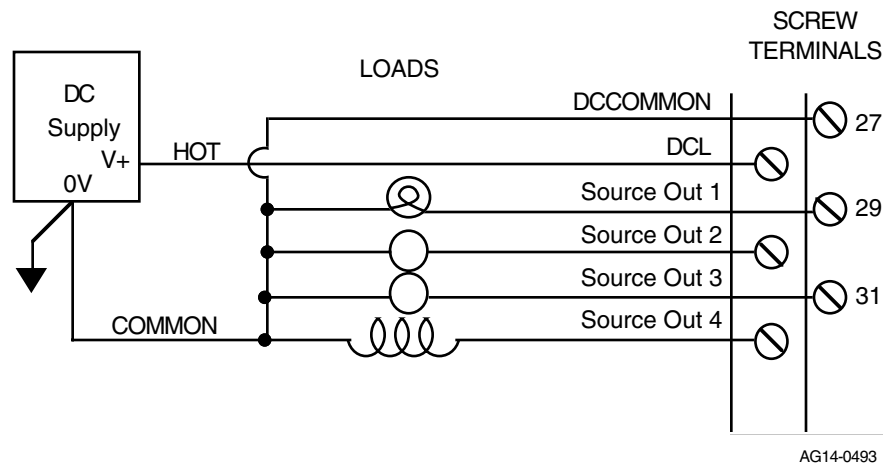 SCREW
TERMINALS
LOADS
DC
Supply
V+
0V
HOT
COMMON
DCCOMMON
27
DCL
Source Out 1
29
Source Out 2
Source Out 3
31
Source Out 4
AG14-0493